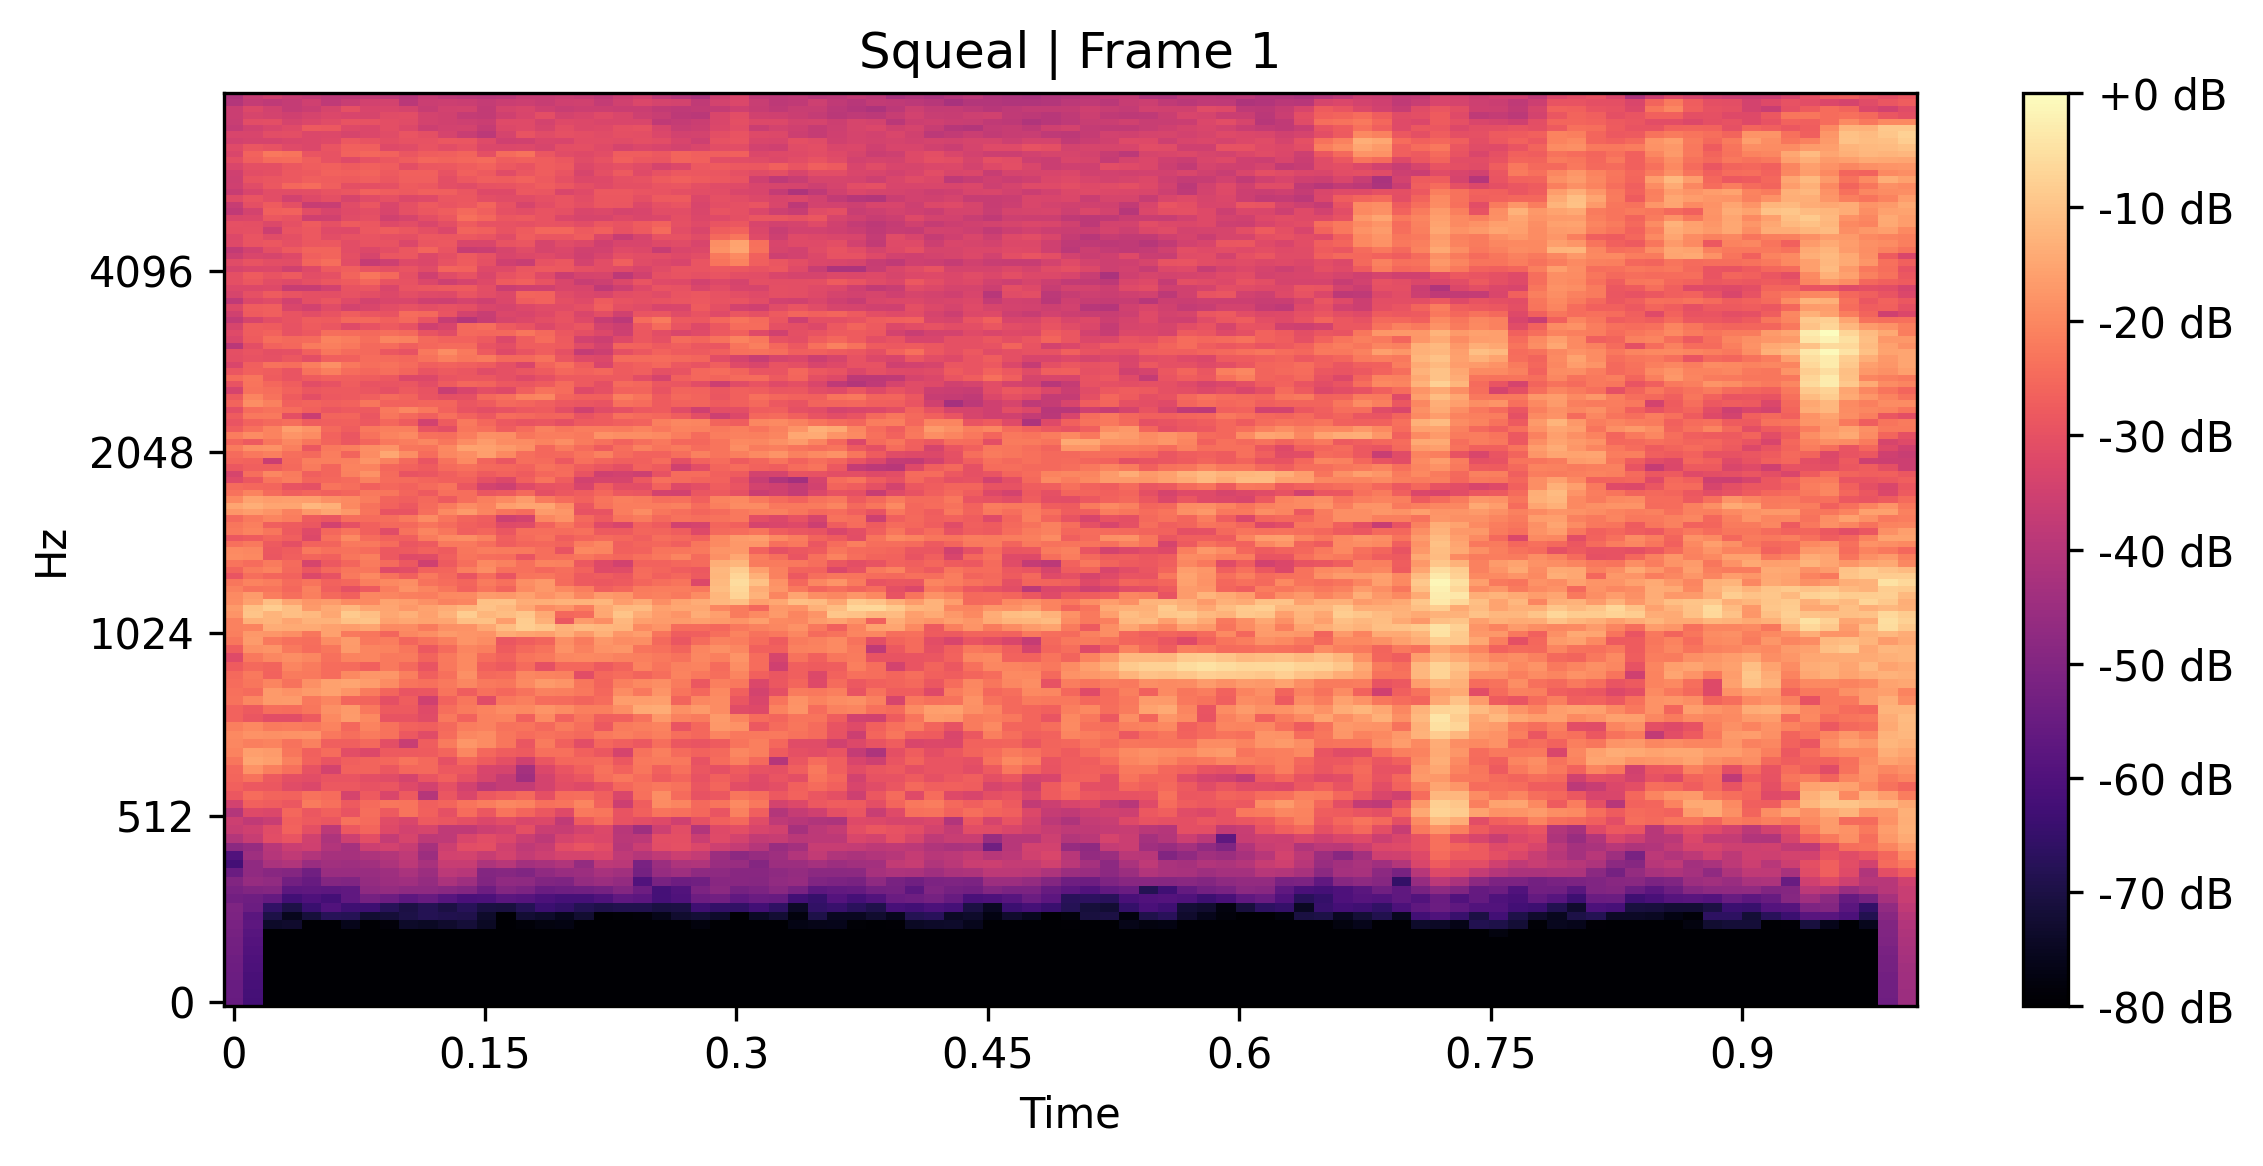 Squeal | Frame 1
+0 dB
-10 dB
-20 dB
-30 dB
-40 dB
-50 dB
-60 dB
-70 dB
-80 dB
Hz
4096
2048
1024
512
0
0 0.15 0.3 0.45 0.6 0.75 0.9
Time